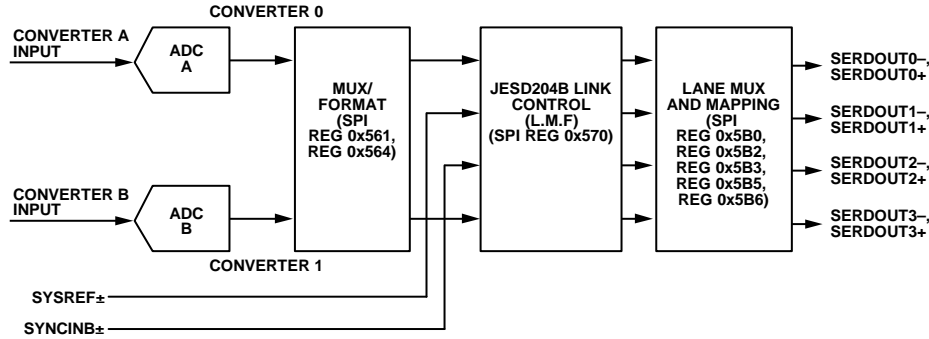 CONVERTER 0
CONVERTER A
INPUT
ADC
A
MUX/
FORMAT
(SPI
REG 0x561,
REG 0x564)
JESD204B LINK
CONTROL
(L.M.F)
(SPI REG 0x570)
LANE MUX
AND MAPPING
(SPI
REG 0x5B0,
REG 0x5B2,
REG 0x5B3,
REG 0x5B5,
REG 0x5B6)
SERDOUT0–,
SERDOUT0+
SERDOUT1–,
SERDOUT1+
SERDOUT2–,
SERDOUT2+
SERDOUT3–,
SERDOUT3+
CONVERTER B
INPUT
ADC
B
CONVERTER 1
SYSREF±
SYNCINB±